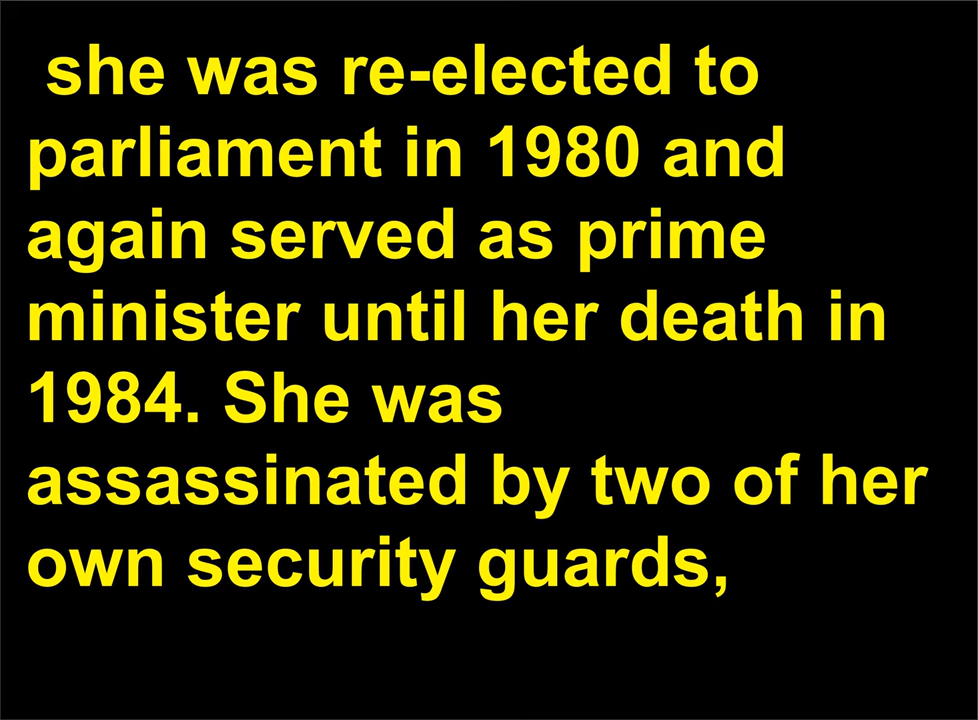 she was re-elected to
parliament in 1980 and
again served as prime
minister until her death in
1984. She was
assassinated by two of her
own security guards,